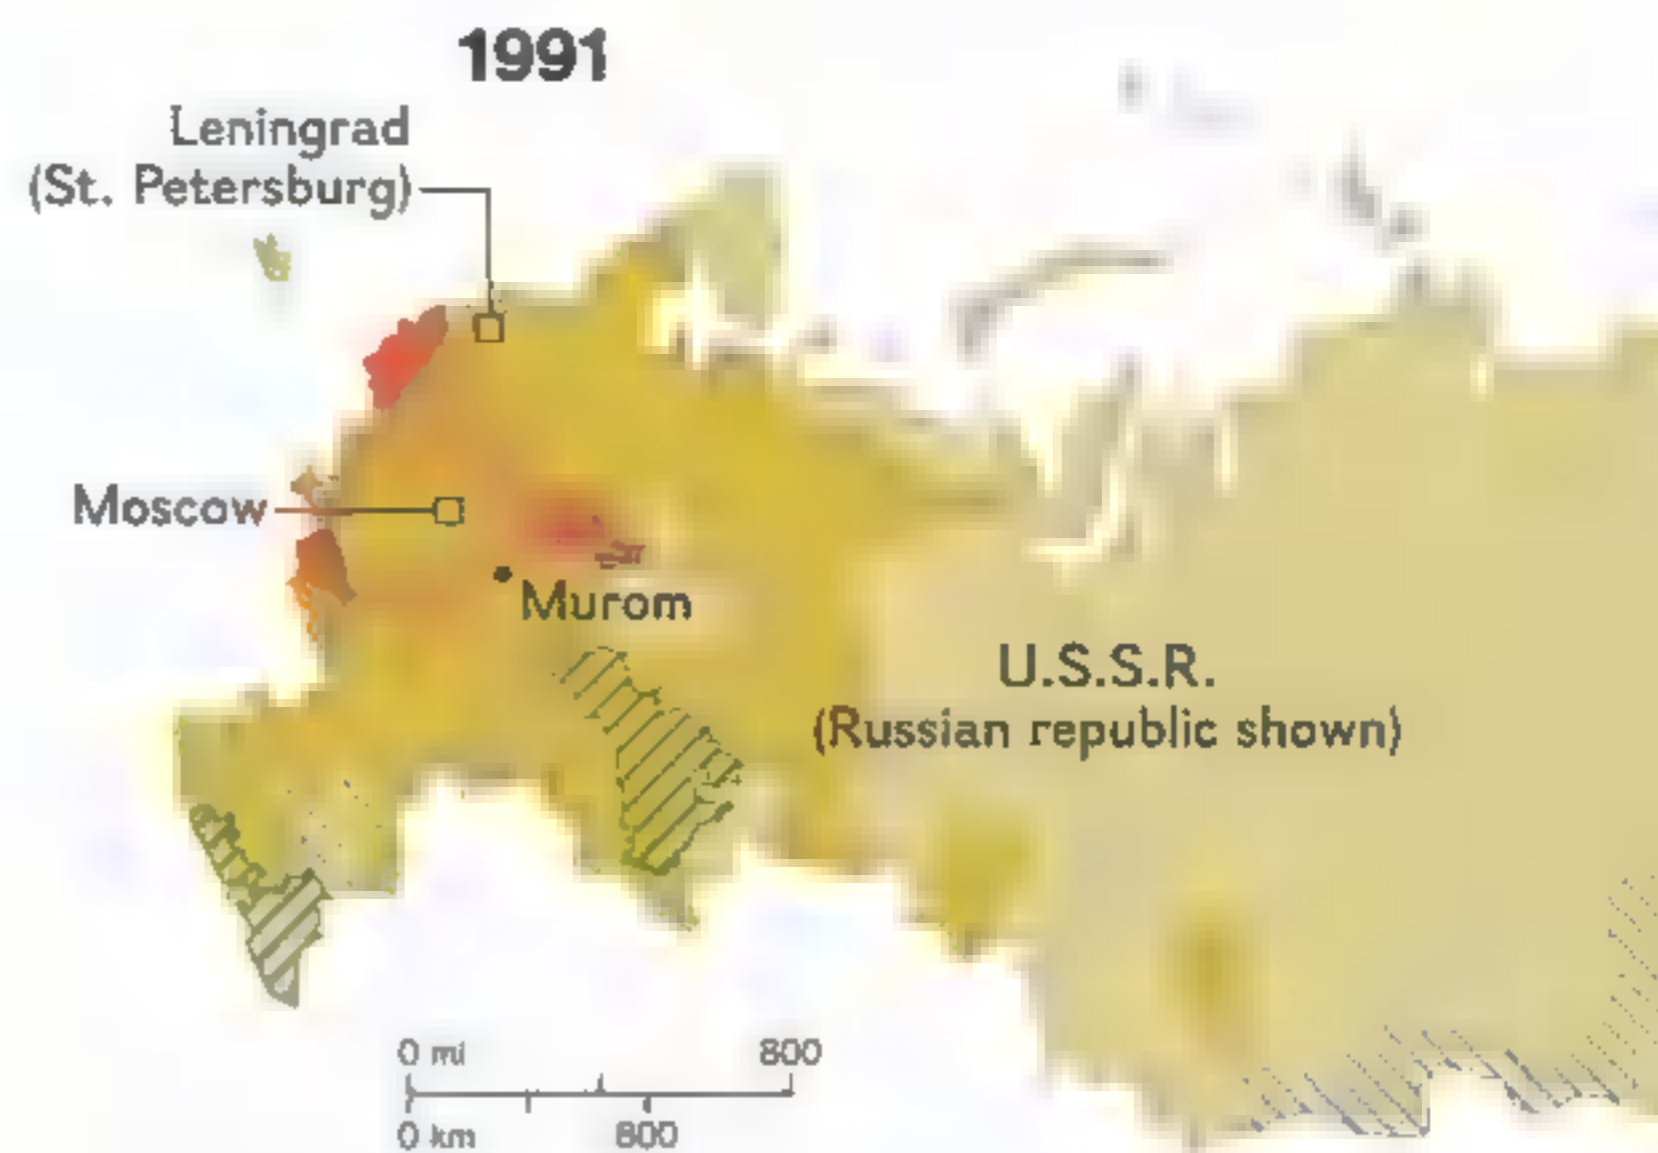 1991
Leningrad
(St. Petersburg)
Moscow
Murom
U.S.S.R.
(Russian republic shown)
0 mi 800
0 km 800